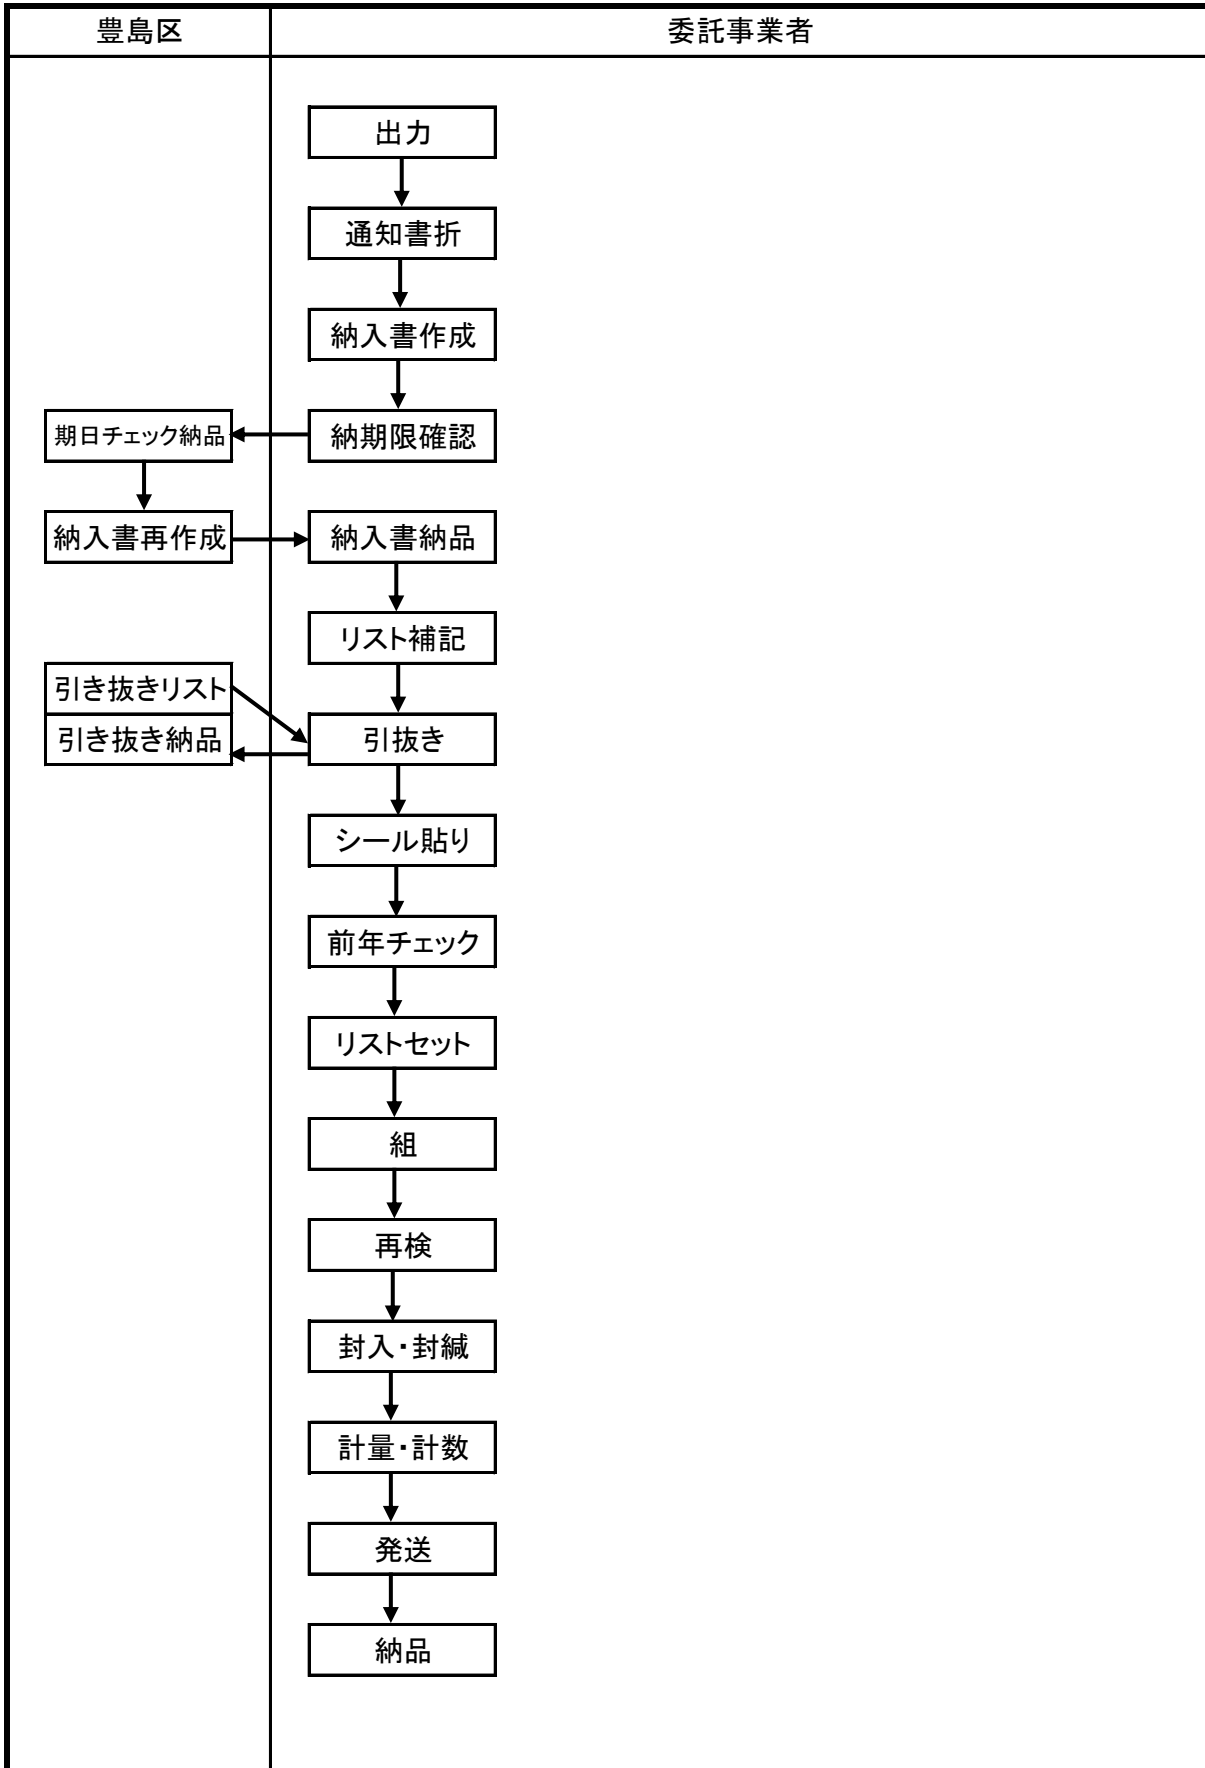 豊島区
委託事業者
出力
通知書折
納入書作成
期日チェック納品
納期限確認
納入書再作成
納入書納品
リスト補記
引き抜きリスト
引き抜き納品
引抜き
シール貼り
前年チェック
リストセット
組
再検
封入・封緘
計量・計数
発送
納品